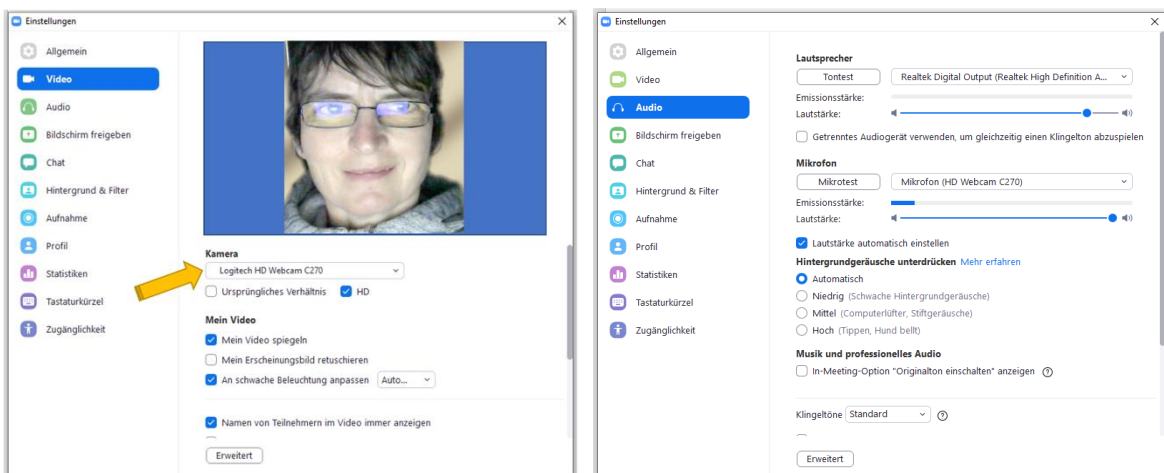 Einstellungen
Allgemein
Video
Audio
Bildschirm freigeben
Chat
Hintergrund & Filter
Aufnahme
Profil
Statistiken
Tastaturkürzel
Zugänglichkeit
Kamera
Logitech HD Webcam C270
Ursprüngliches Verhältnis HD
Mein Video
Mein Video spiegeln
Mein Erscheinungsbild retuschieren
An schwache Beleuchtung anpassen Auto...
Namen von Teilnehmern im Video immer anzeigen
Erweitert
Einstellungen
Allgemein
Video
Audio
Bildschirm freigeben
Chat
Hintergrund & Filter
Aufnahme
Profil
Statistiken
Tastaturkürzel
Zugänglichkeit
Lautsprecher
Tontest Realtek Digital Output (Realtek High Definition A...
Emissionsstärke:
Lautstärke:
Getrenntes Audiogerät verwenden, um gleichzeitig einen Klingelton abzuspielen
Mikrofon
Mikrotest Mikrofon (HD Webcam C270)
Emissionsstärke:
Lautstärke:
Lautstärke automatisch einstellen
Hintergrundgeräusche unterdrücken Mehr erfahren
Automatisch
Niedrig (Schwache Hintergrundgeräusche)
Mittel (Computerlüfter, Stiftgeräusche)
Hoch (Tippen, Hund bellt)
Musik und professionelles Audio
In-Meeting-Option "Originalton einschalten" anzeigen
Klingeltöne Standard
Erweitert